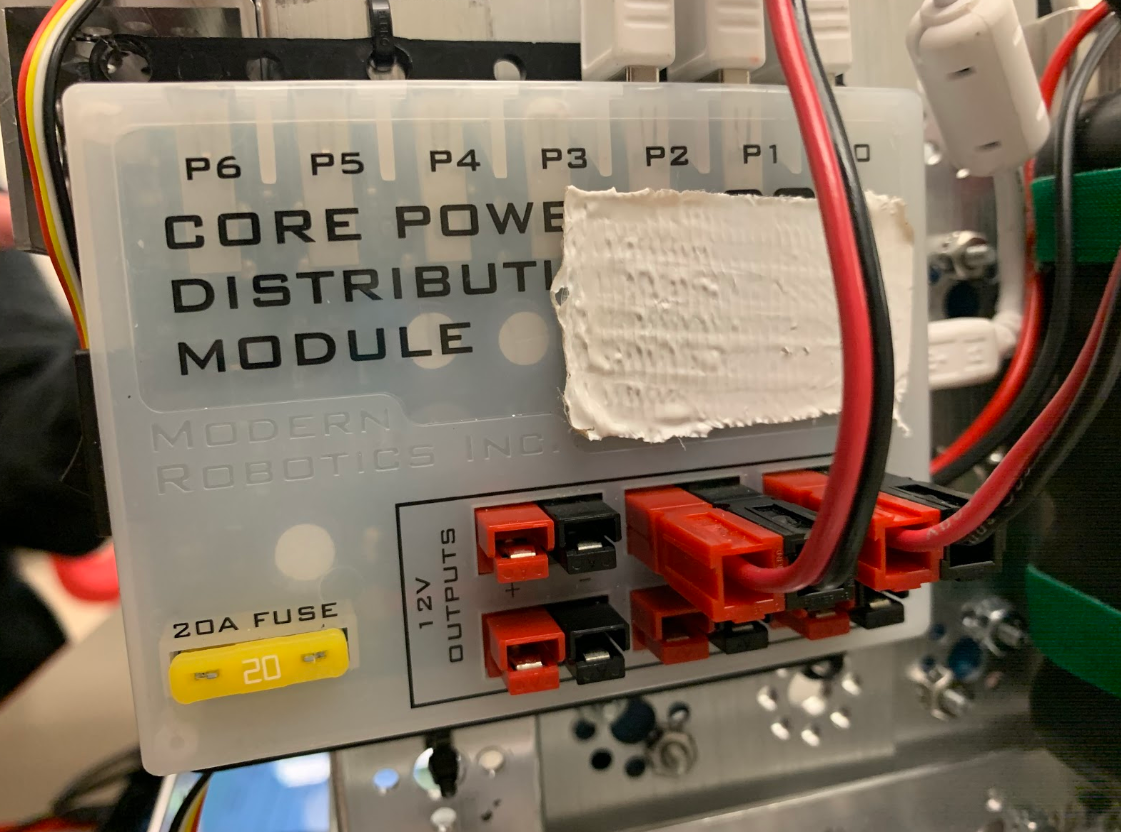 P6 P5 P4 P3 P2 P1
CORE POWE
DISTRIBUTI
MODULE
MODERN
ROBOTICS INC.
12V
OUTPUTS
+ -
20A FUSE
20